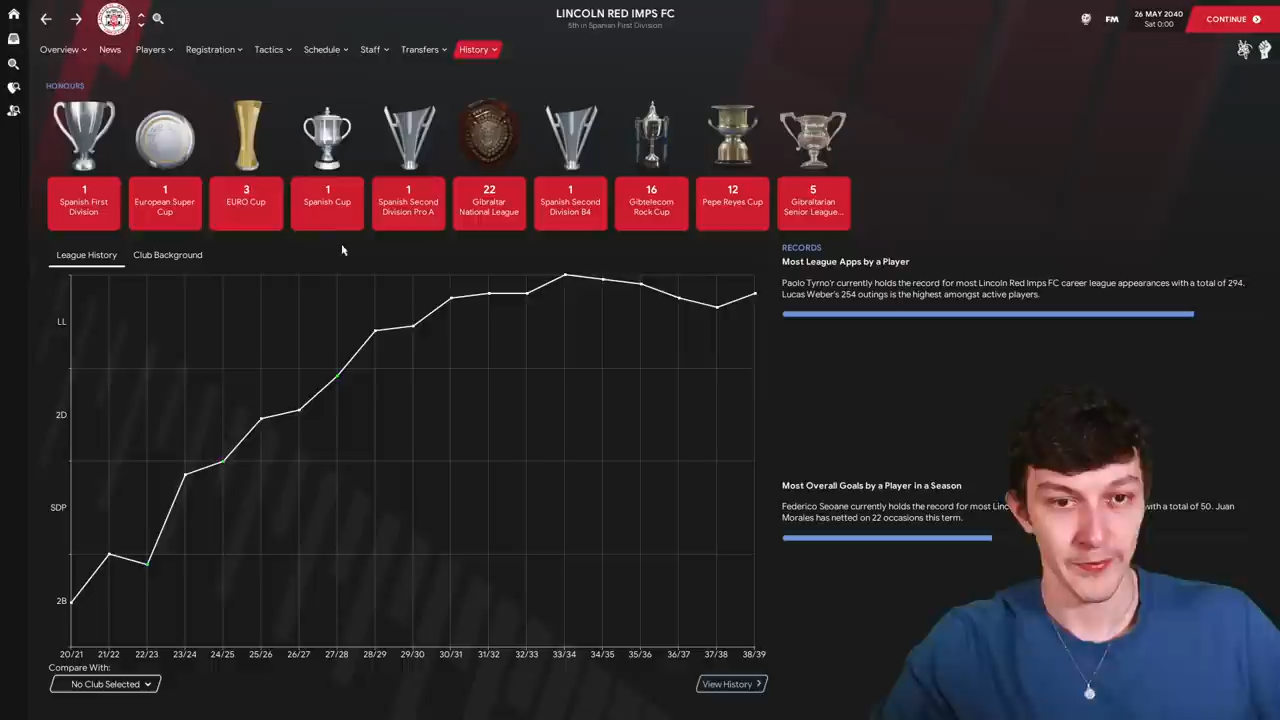 LINCOLN RED IMPS FC
5th in Spanish First Division
FM
26 MAY 2040
Sat 0:00
CONTINUE
Overview
News
Players
Registration
Tactics
Schedule
Staff
Transfers
History
HONOURS
1
Spanish First
Division
1
European Super
Cup
3
EURO Cup
1
Spanish Cup
1
Spanish Second
Division Pro A
22
Gibraltar
National League
1
Spanish Second
Division B4
16
Gibtelecom
Rock Cup
12
Pepe Reyes Cup
5
Gibraltarian
Senior League...
League History
Club Background
RECORDS
Most League Apps by a Player
Paolo Tyrno'r currently holds the record for most Lincoln Red Imps FC career league appearances with a total of 294.
Lucas Weber's 254 outings is the highest amongst active players.
Most Overall Goals by a Player in a Season
Federico Seoane currently holds the record for most Linc with a total of 50. Juan
Morales has netted on 22 occasions this term.
LL
2D
SDP
2B
20/21
21/22
22/23
23/24
24/25
25/26
26/27
27/28
28/29
29/30
30/31
31/32
32/33
33/34
34/35
35/36
36/37
37/38
38/39
Compare With:
No Club Selected
View History